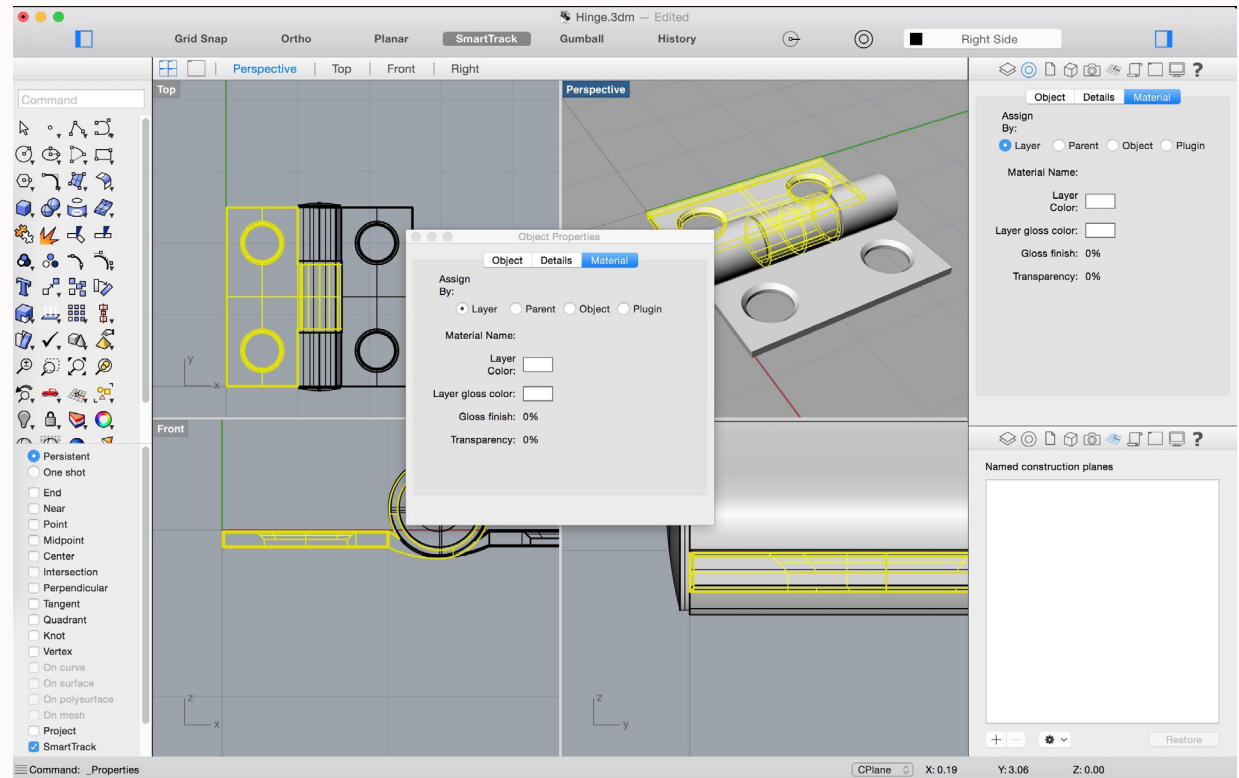 Hinge.3dm — Edited
Grid Snap Ortho Planar SmartTrack Gumball History Right Side
Perspective Top Front Right
Command
Top
Perspective
Front
Object Properties
Object Details Material
Assign
By:
Layer Parent Object Plugin
Material Name:
Layer
Color:
Layer gloss color:
Gloss finish: 0%
Transparency: 0%
y
x
z
x
z
y
Persistent
One shot
End
Near
Point
Midpoint
Center
Intersection
Perpendicular
Tangent
Quadrant
Knot
Vertex
On curve
On surface
On polysurface
On mesh
Project
SmartTrack
?
Object Details Material
Assign
By:
Layer Parent Object Plugin
Material Name:
Layer
Color:
Layer gloss color:
Gloss finish: 0%
Transparency: 0%
?
Named construction planes
Restore
Command: _Properties
CPlane X: 0.19 Y: 3.06 Z: 0.00